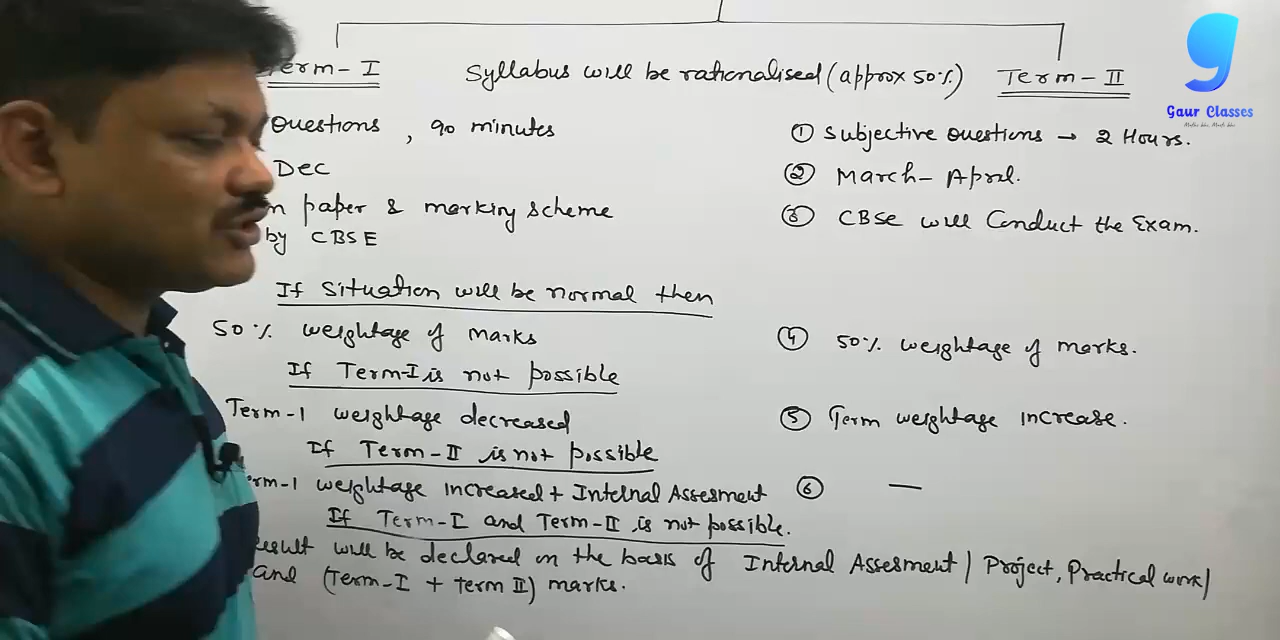 Term-I Syllabus will be rationalised (approx 50%) Term-II
Gaur Classes
Questions, 90 minutes ① Subjective Questions → 2 Hours.
Dec ② March-April.
paper & marking scheme ③ CBSE will Conduct the Exam.
by CBSE
If Situation will be normal then
50% weightage of marks ④ 50% weightage of marks.
If Term-I is not possible
Term-1 weightage decreased ⑤ Term weightage increase.
If Term-II is not possible
Term-1 weightage increased + Internal Assesment ⑥ —
If Term-I and Term-II is not possible.
Result will be declared on the basis of Internal Assesment / Project, Practical work/
and (Term-I + Term II) marks.